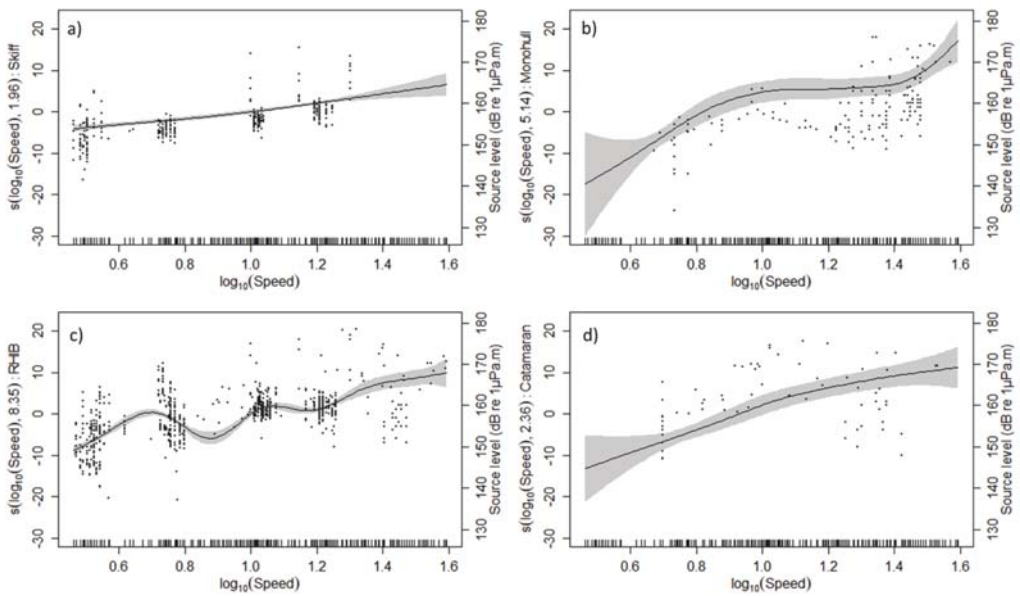 a)
s(log10(Speed), 1.96) : Skiff
20
10
0
-10
-20
-30
180
170
160
150
140
130
Source level (dB re 1µPa.m)
0.6 0.8 1.0 1.2 1.4 1.6
log10(Speed)
b)
s(log10(Speed), 5.14) : Monohull
20
10
0
-10
-20
-30
180
170
160
150
140
130
Source level (dB re 1µPa.m)
0.6 0.8 1.0 1.2 1.4 1.6
log10(Speed)
c)
s(log10(Speed), 8.35) : RHIB
20
10
0
-10
-20
-30
180
170
160
150
140
130
Source level (dB re 1µPa.m)
0.6 0.8 1.0 1.2 1.4 1.6
log10(Speed)
d)
s(log10(Speed), 2.36) : Catamaran
20
10
0
-10
-20
-30
180
170
160
150
140
130
Source level (dB re 1µPa.m)
0.6 0.8 1.0 1.2 1.4 1.6
log10(Speed)